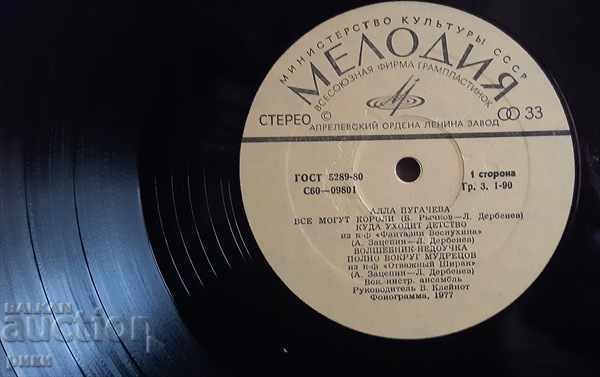 МИНИСТЕРСТВО КУЛЬТУРЫ СССР
МЕЛОДИЯ
ВСЕСОЮЗНАЯ ФИРМА ГРАМПЛАСТИНОК
СТЕРЕО
33
АПРЕЛЕВСКИЙ ОРДЕНА ЛЕНИНА ЗАВОД
ГОСТ 5289-80
С60—09801
1 сторона
Гр. 3. 1-90
АЛЛА ПУГАЧЕВА
ВСЕ МОГУТ КОРОЛИ (Б. Рычков—Л. Дербенев)
КУДА УХОДИТ ДЕТСТВО
из к-ф «Фантазии Веснухина»
(А. Зацепин—Л. Дербенев)
ВОЛШЕБНИК-НЕДОУЧКА
ПОЛНО ВОКРУГ МУДРЕЦОВ
из к-ф «Отважный Ширак»
(А. Зацепин—Л. Дербенев)
Вок.-инстр. ансамбль
Руководитель В. Клейнот
Фонограмма, 1977
BALKAN
auction